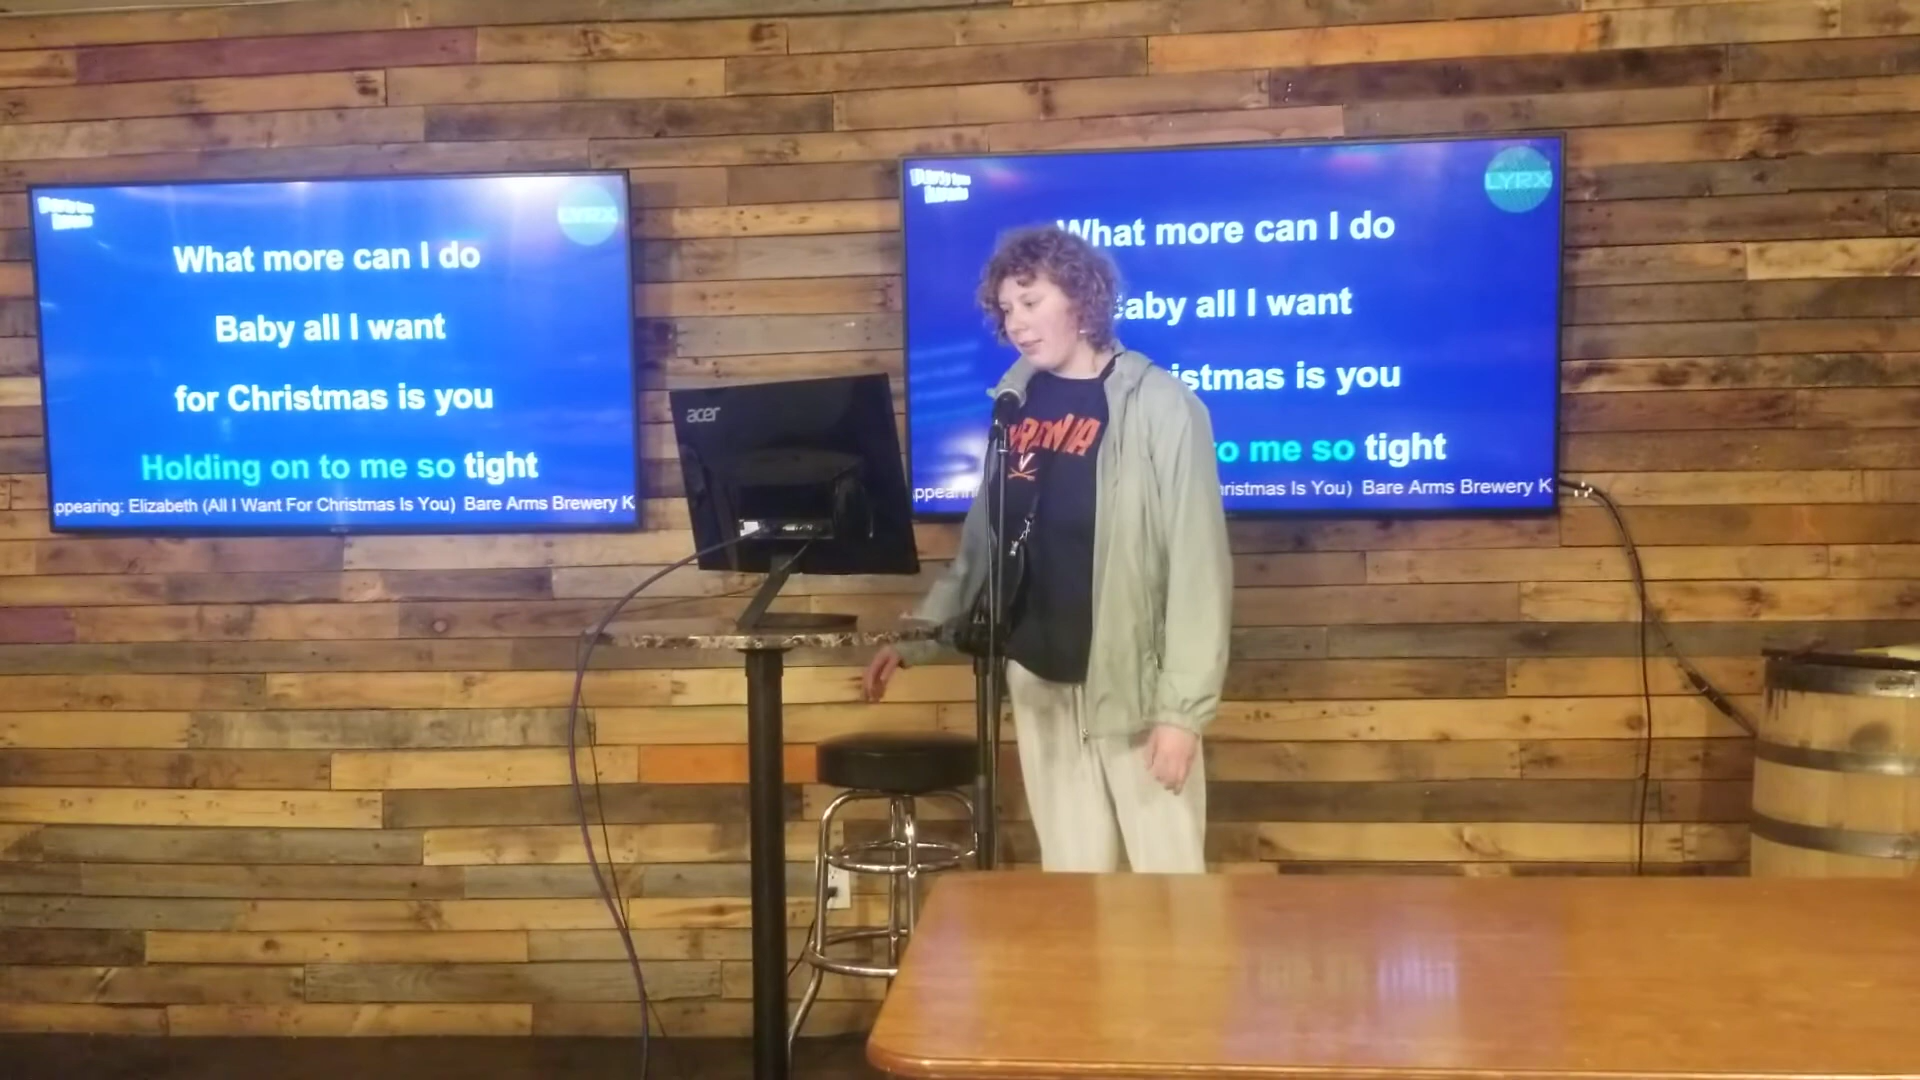 What more can I do
Baby all I want
for Christmas is you
Holding on to me so tight
ppearing: Elizabeth (All I Want For Christmas Is You) Bare Arms Brewery K
LYRX
acer
LYRX
What more can I do
aby all I want
istmas is you
o me so tight
ppearin
hristmas Is You) Bare Arms Brewery K
RGINIA